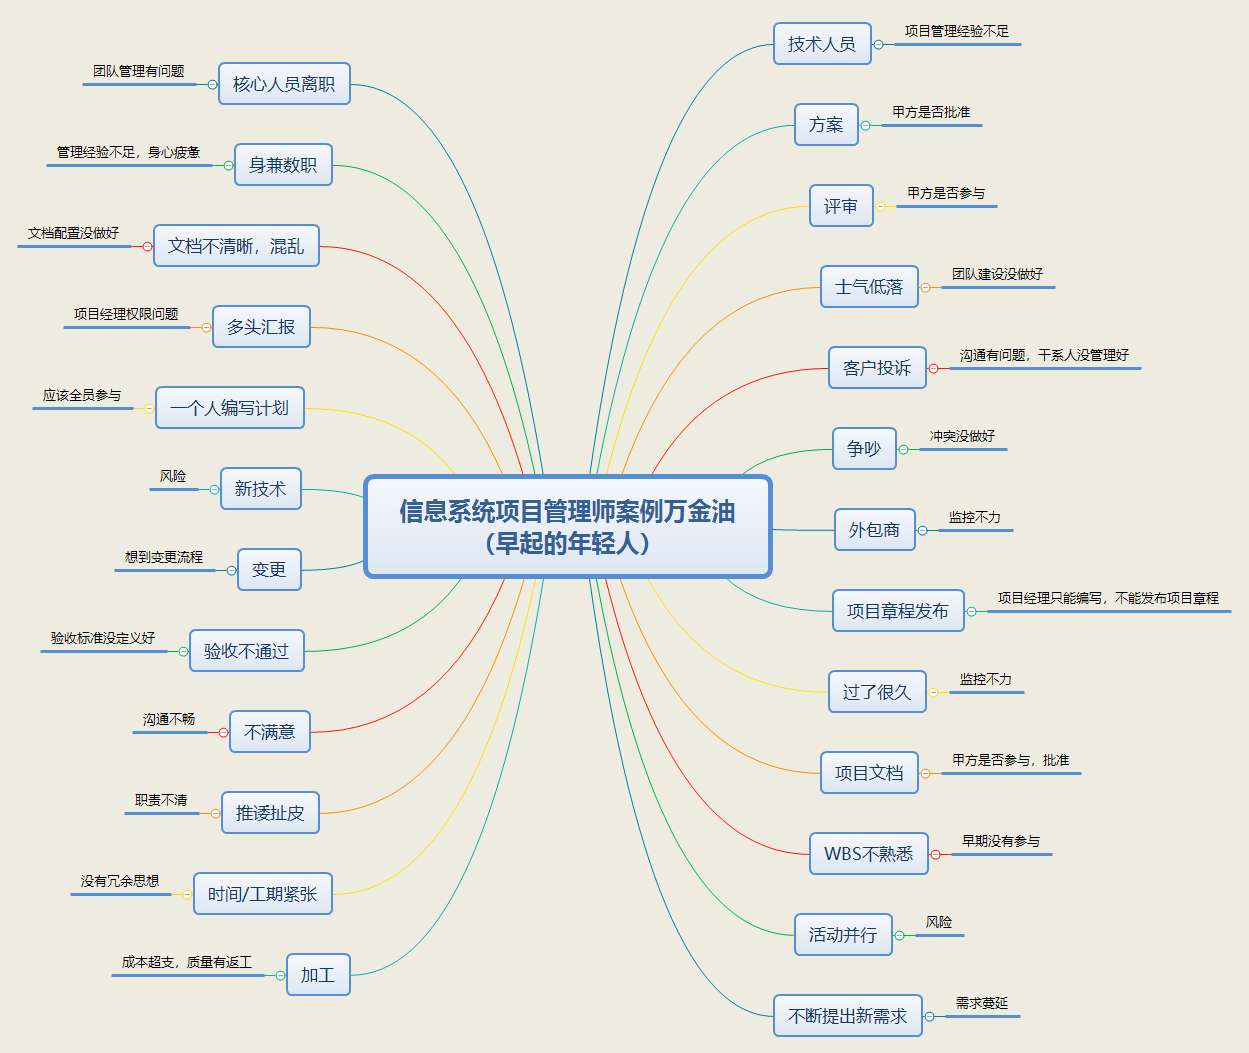 信息系统项目管理师案例万金油
（早起的年轻人）
技术人员
项目管理经验不足
方案
甲方是否批准
评审
甲方是否参与
士气低落
团队建设没做好
客户投诉
沟通有问题，干系人没管理好
争吵
冲突没做好
外包商
监控不力
项目章程发布
项目经理只能编写，不能发布项目章程
过了很久
监控不力
项目文档
甲方是否参与，批准
WBS不熟悉
早期没有参与
活动并行
风险
不断提出新需求
需求蔓延
核心人员离职
团队管理有问题
身兼数职
管理经验不足，身心疲惫
文档不清晰，混乱
文档配置没做好
多头汇报
项目经理权限问题
一个人编写计划
应该全员参与
新技术
风险
变更
想到变更流程
验收不通过
验收标准没定义好
不满意
沟通不畅
推诿扯皮
职责不清
时间/工期紧张
没有冗余思想
加工
成本超支，质量有返工